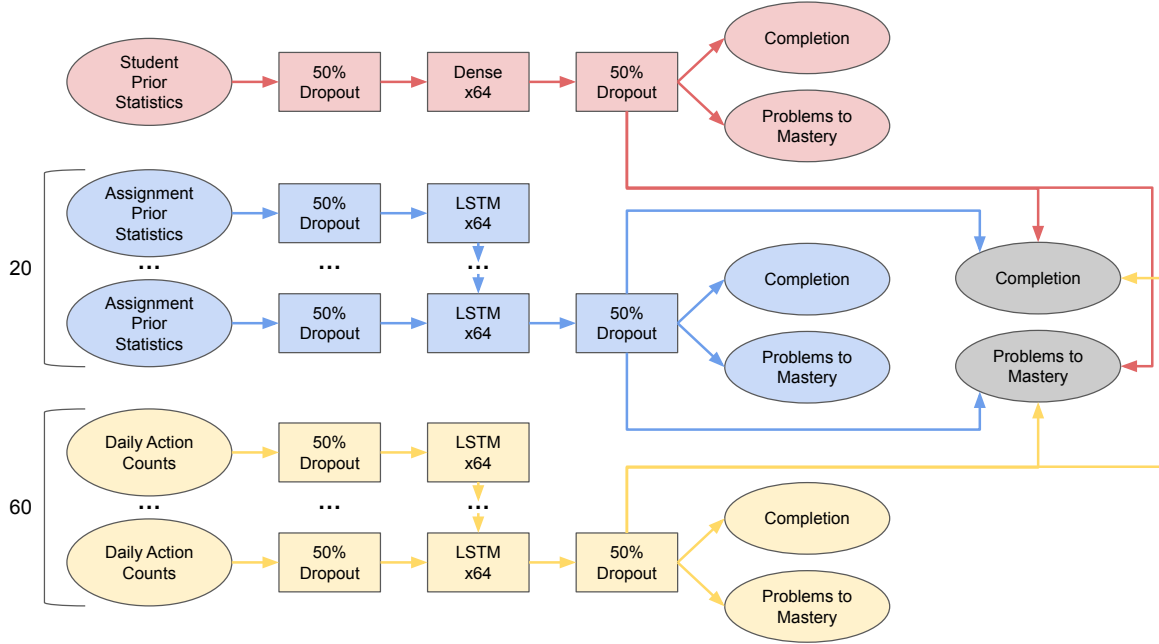 Student
Prior
Statistics
50%
Dropout
Dense
x64
50%
Dropout
Completion
Problems to
Mastery
20
Assignment
Prior
Statistics
50%
Dropout
LSTM
x64
...
...
...
Assignment
Prior
Statistics
50%
Dropout
LSTM
x64
50%
Dropout
Completion
Problems to
Mastery
Completion
Problems to
Mastery
60
Daily Action
Counts
50%
Dropout
LSTM
x64
...
...
...
Daily Action
Counts
50%
Dropout
LSTM
x64
50%
Dropout
Completion
Problems to
Mastery